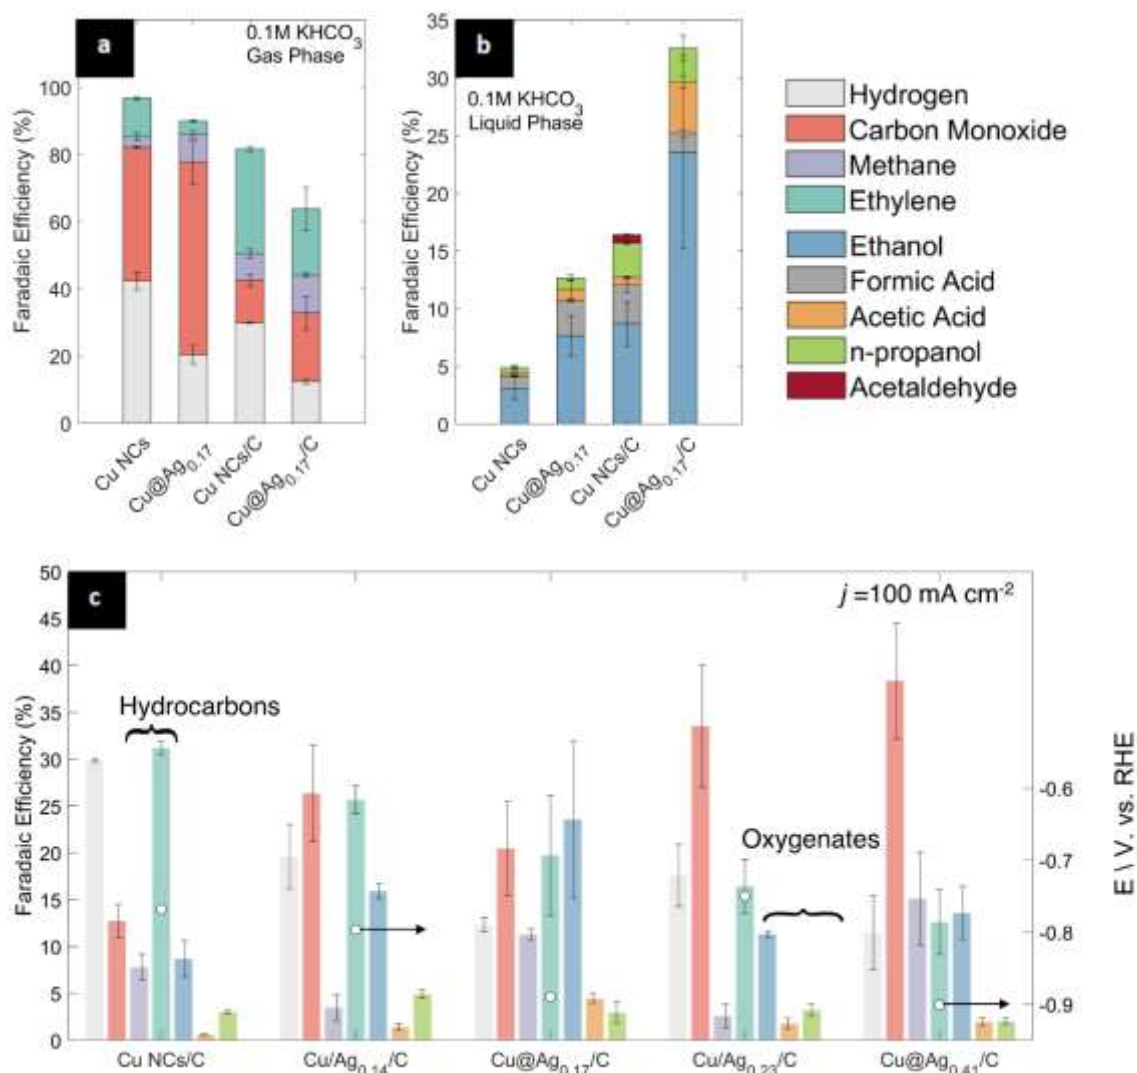 a
0.1M KHCO3
Gas Phase
Faradaic Efficiency (%)
100
80
60
40
20
0
Cu NCs
Cu@Ag0.17
Cu NCs/C
Cu@Ag0.17/C
b
0.1M KHCO3
Liquid Phase
Faradaic Efficiency (%)
35
30
25
20
15
10
5
0
Cu NCs
Cu@Ag0.17
Cu NCs/C
Cu@Ag0.17/C
Hydrogen
Carbon Monoxide
Methane
Ethylene
Ethanol
Formic Acid
Acetic Acid
n-propanol
Acetaldehyde
c
j =100 mA cm-2
Hydrocarbons
Oxygenates
Faradaic Efficiency (%)
50
45
40
35
30
25
20
15
10
5
0
-0.6
-0.7
-0.8
-0.9
E \ V. vs. RHE
Cu NCs/C
Cu/Ag0.14/C
Cu@Ag0.17/C
Cu/Ag0.23/C
Cu@Ag0.41/C